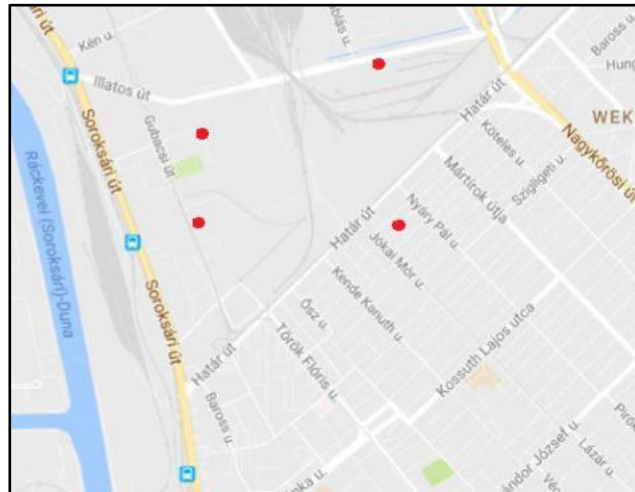 Kén u.
Illatos út
Soroksári út
Gubacsi út
Határ út
Baross u.
WEK
Köteles u.
Szigligeti u.
Nagykőrösi út
Mártírok útja
Nyáry Pál u.
Jókai Mór u.
Határ út
Kende Kanuth u.
Ősz u.
Ráckevei (Soroksári)-Duna
Soroksári út
Török Flóris u.
Kossuth Lajos utca
Határ út
Baross u.
Lázár u.